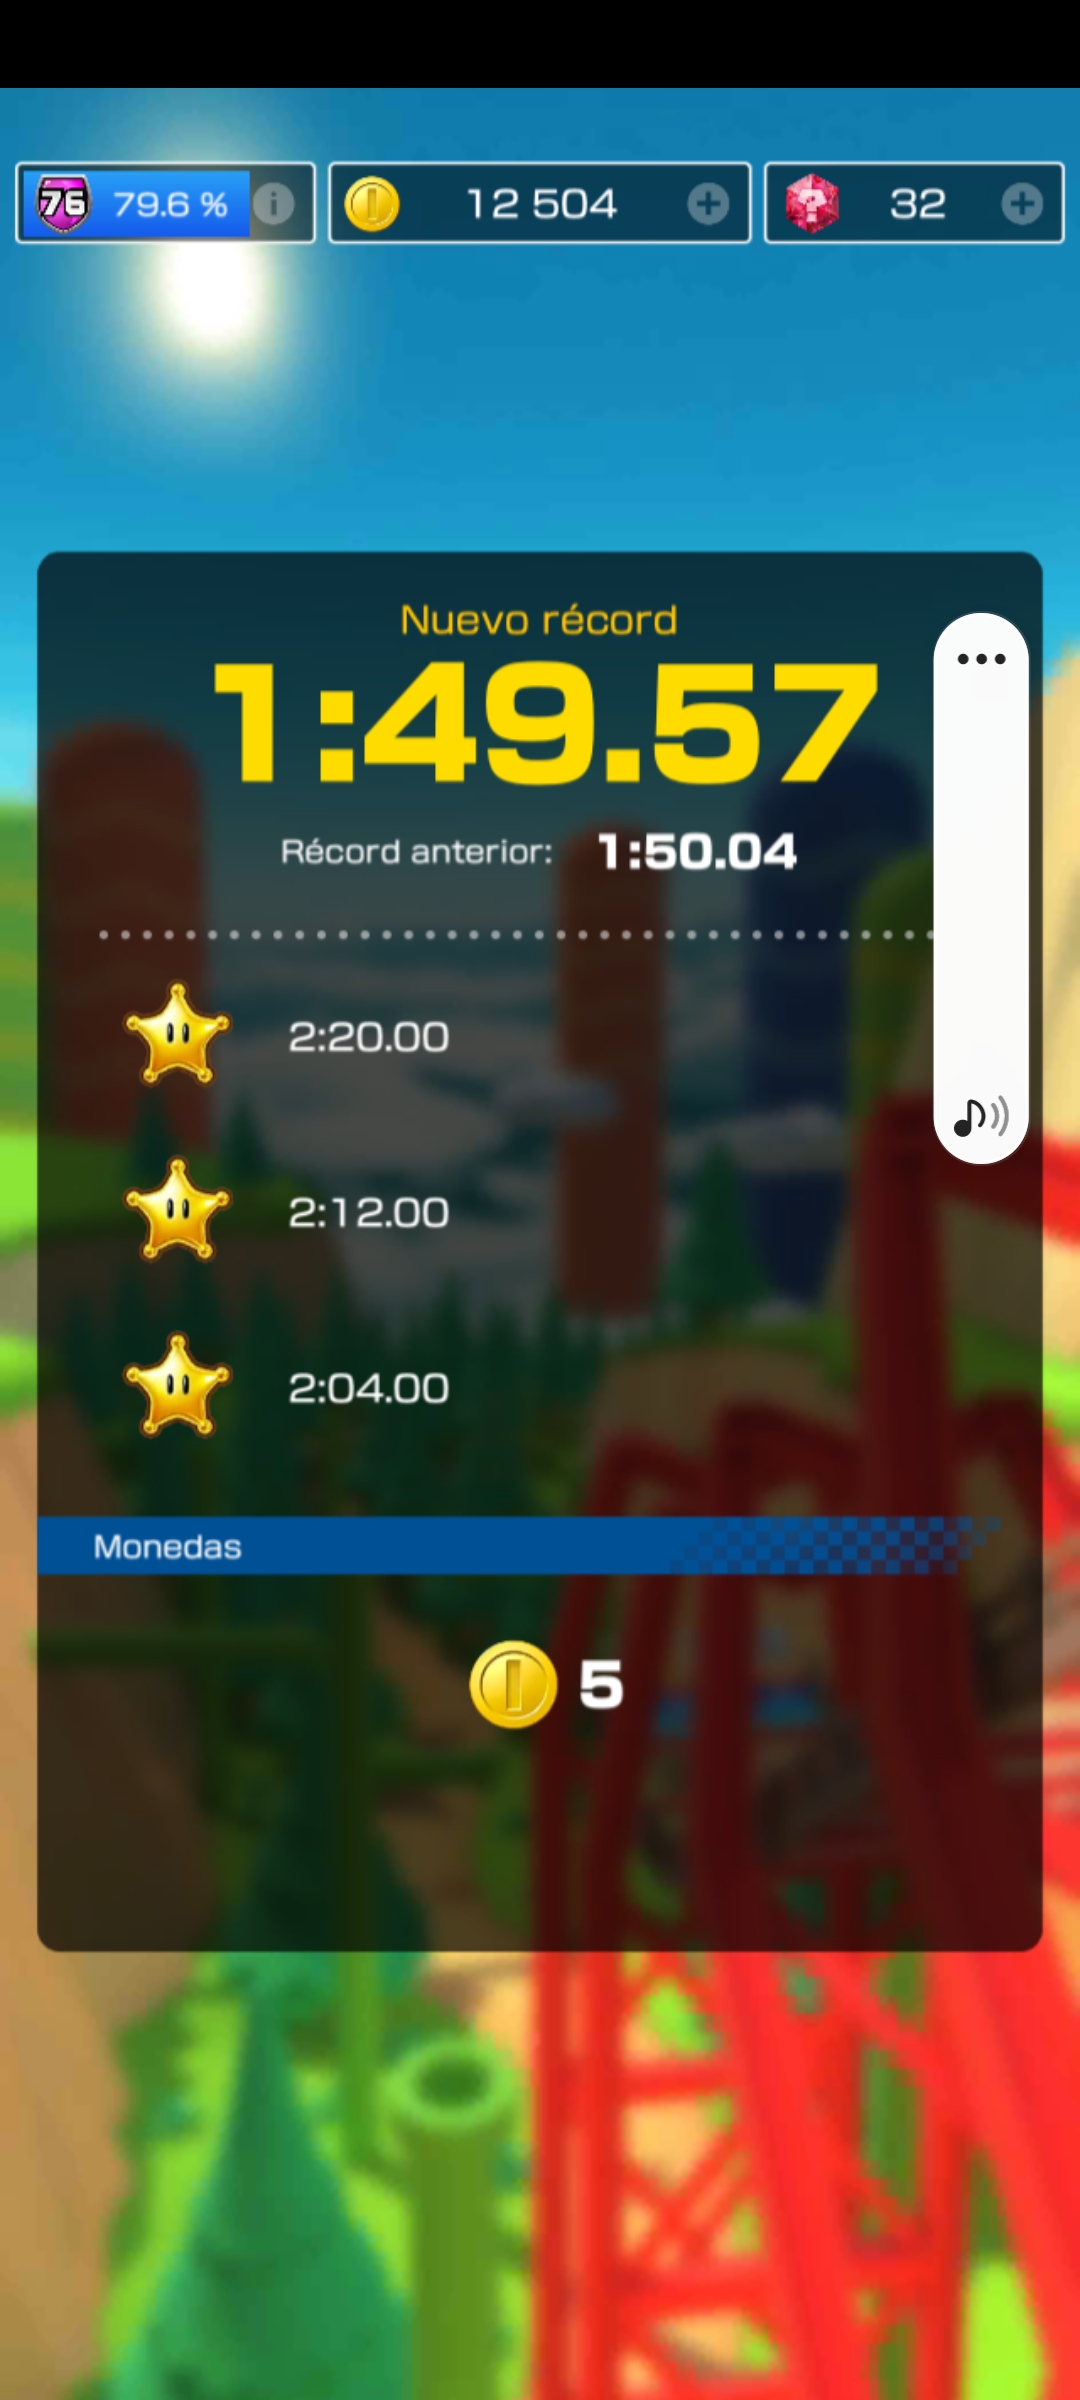 76 79.6 % i 12 504 + 32 +
Nuevo récord
1:49.57
Récord anterior: 1:50.04
2:20.00
2:12.00
2:04.00
Monedas
5